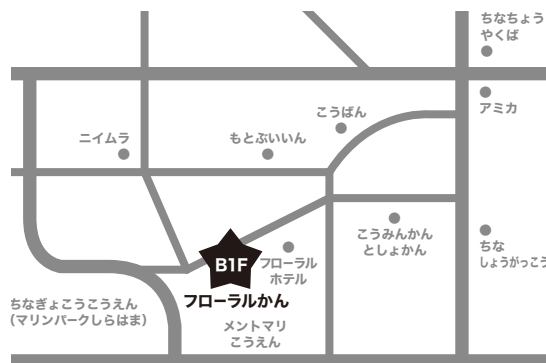 ちなちょう
やくば
アミカ
こうばん
ニイムラ
もとぶいいん
こうみんかん
としょかん
ちな
しょうがっこう
B1F
フローラル
ホテル
フローラルかん
ちなぎょこうこうえん
(マリンパークしらはま)
メントマリ
こうえん